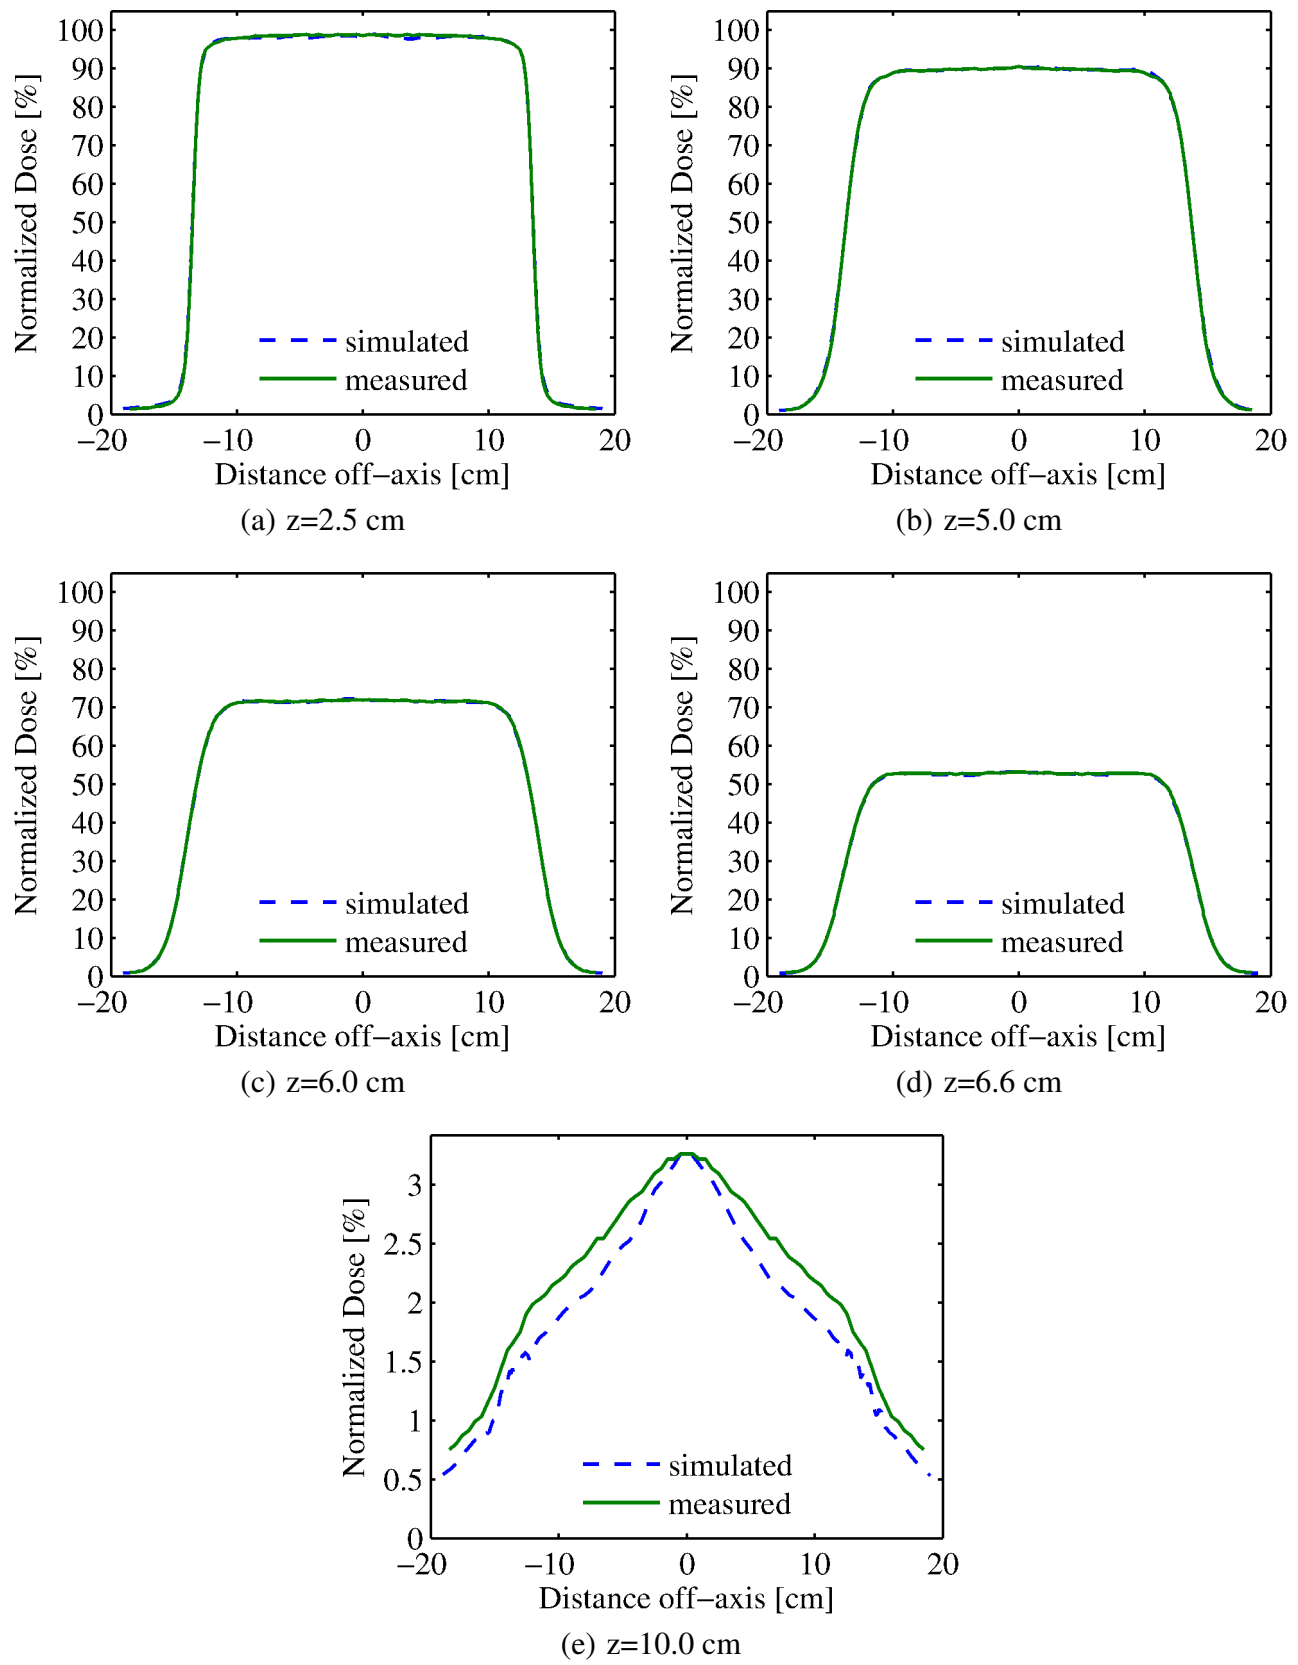 Normalized Dose [%]
100
90
80
70
60
50
40
30
20
10
0
simulated
measured
−20 −10 0 10 20
Distance off−axis [cm]
(a) z=2.5 cm
Normalized Dose [%]
100
90
80
70
60
50
40
30
20
10
0
simulated
measured
−20 −10 0 10 20
Distance off−axis [cm]
(b) z=5.0 cm
Normalized Dose [%]
100
90
80
70
60
50
40
30
20
10
0
simulated
measured
−20 −10 0 10 20
Distance off−axis [cm]
(c) z=6.0 cm
Normalized Dose [%]
100
90
80
70
60
50
40
30
20
10
0
simulated
measured
−20 −10 0 10 20
Distance off−axis [cm]
(d) z=6.6 cm
Normalized Dose [%]
3
2.5
2
1.5
1
0.5
0
simulated
measured
−20 −10 0 10 20
Distance off−axis [cm]
(e) z=10.0 cm